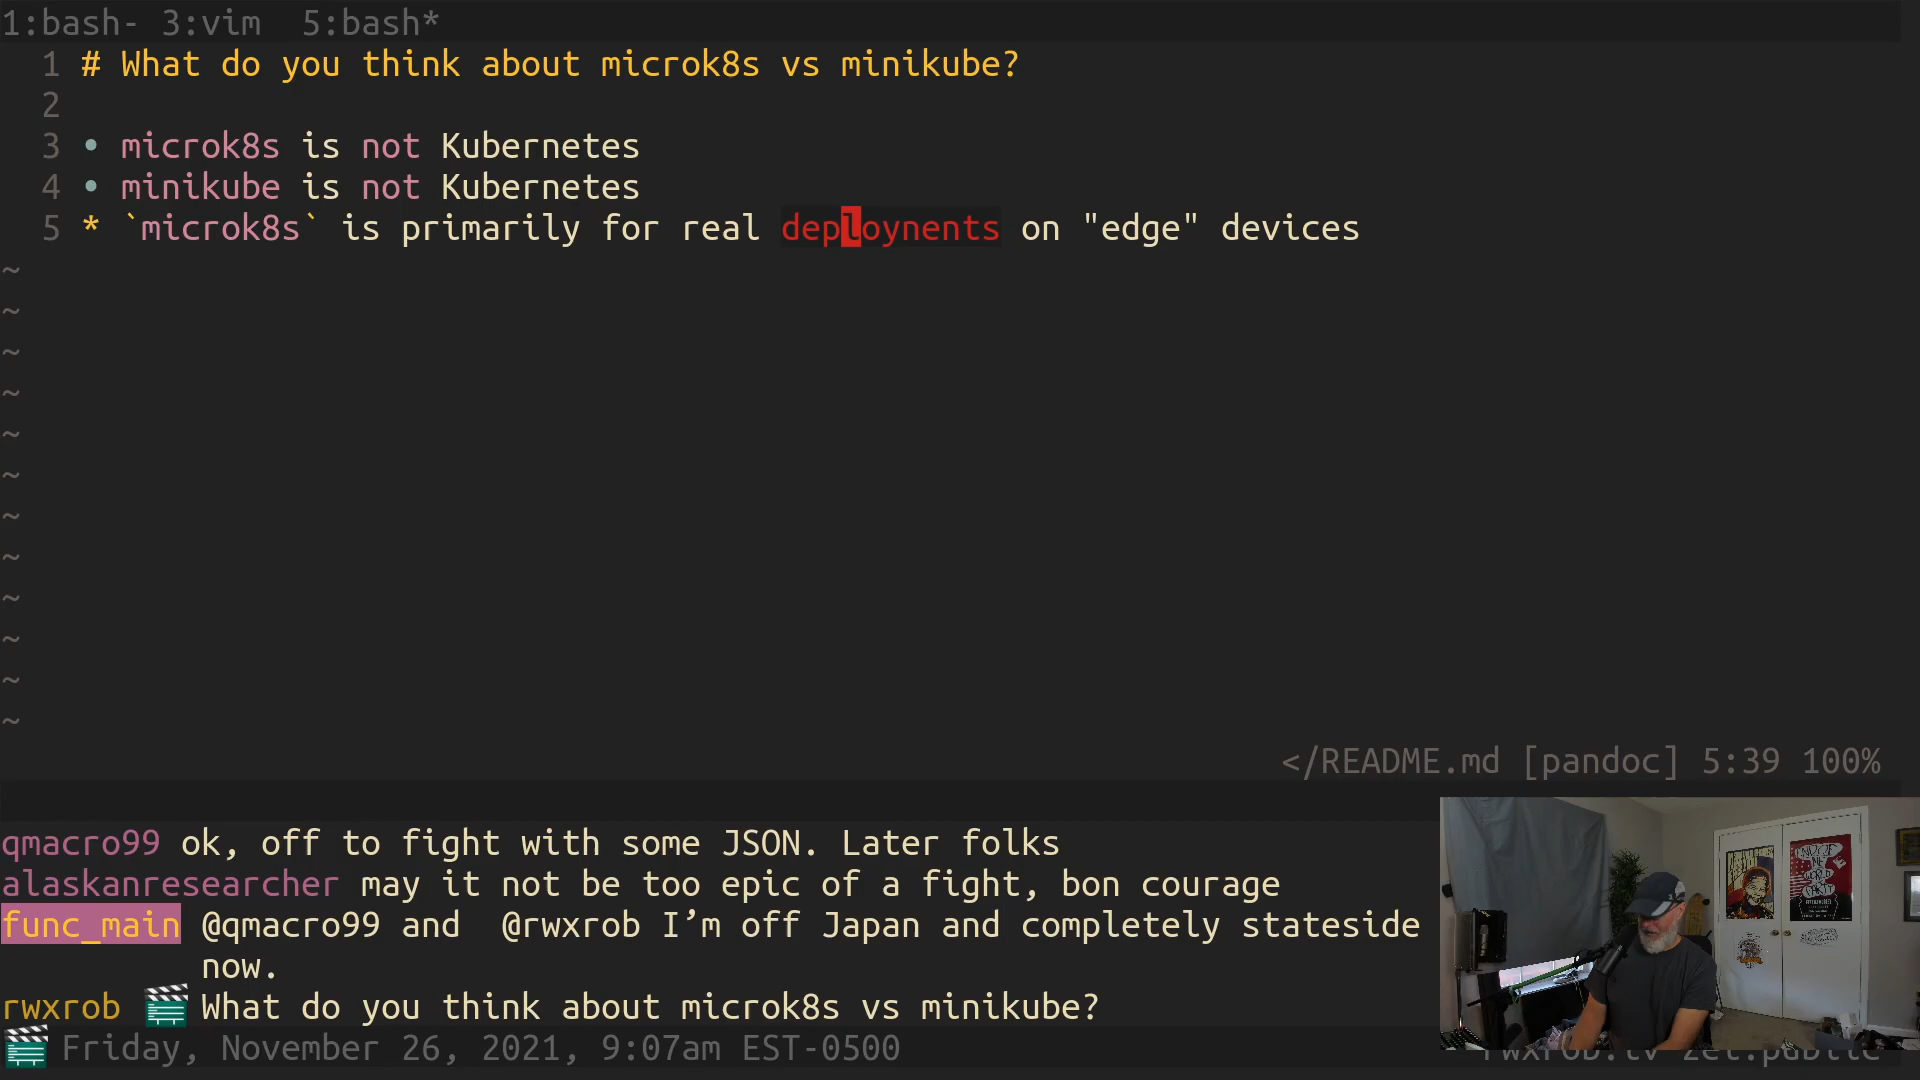 1:bash- 3:vim  5:bash*
1 # What do you think about microk8s vs minikube?
2
3 • microk8s is not Kubernetes
4 • minikube is not Kubernetes
5 * `microk8s` is primarily for real deploynents on "edge" devices
~
~
~
~
~
~
~
~
~
~
~
~
</README.md [pandoc] 5:39 100%
qmacro99 ok, off to fight with some JSON. Later folks
alaskanresearcher may it not be too epic of a fight, bon courage
func_main @qmacro99 and  @rwxrob I’m off Japan and completely stateside
now.
rwxrob 🎬 What do you think about microk8s vs minikube?
🎬 Friday, November 26, 2021, 9:07am EST-0500
rwxrob.tv zet.public